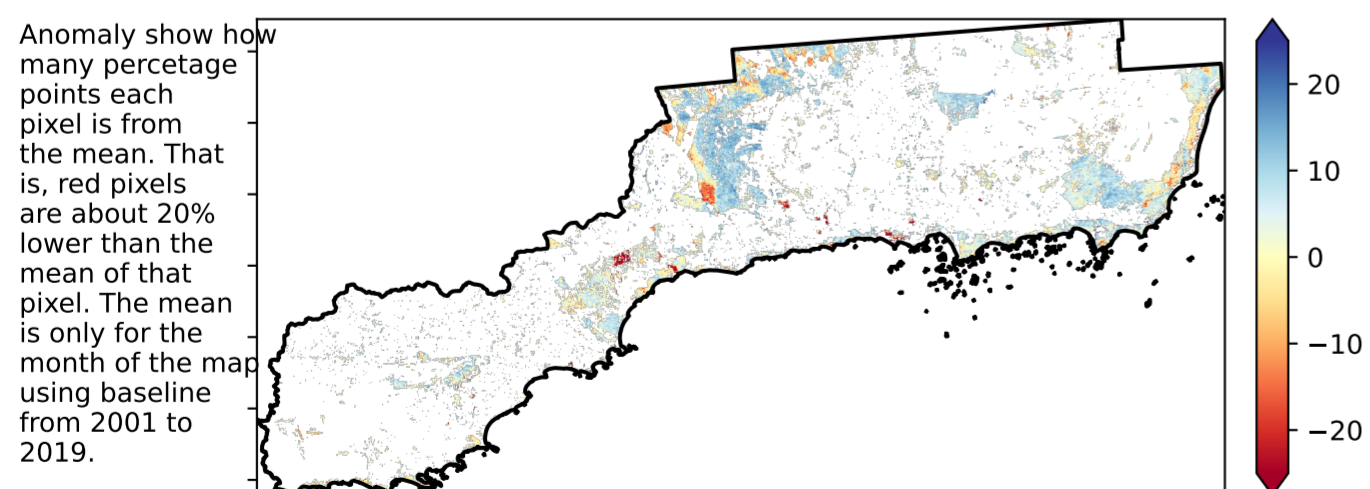 Anomaly show how
many percetage
points each
pixel is from
the mean. That
is, red pixels
are about 20%
lower than the
mean of that
pixel. The mean
is only for the
month of the map
using baseline
from 2001 to
2019.
20
10
0
−10
−20